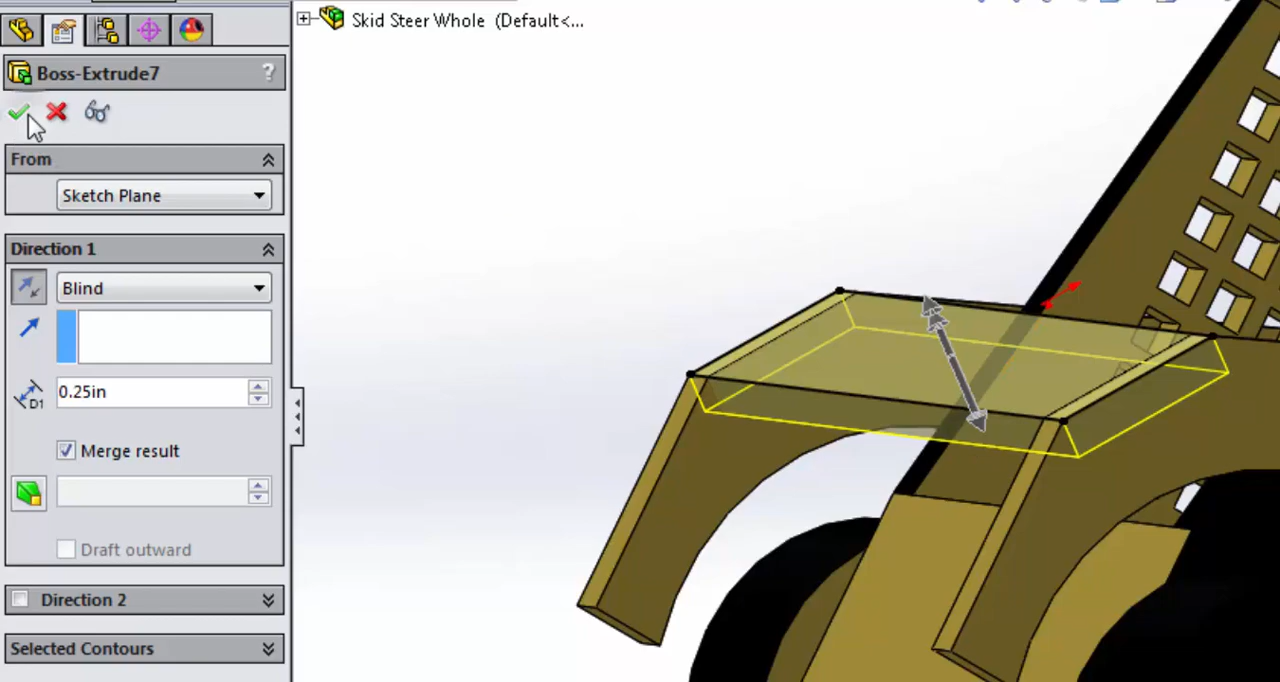 Skid Steer Whole (Default<...
Boss-Extrude7
?
From
Sketch Plane
Direction 1
Blind
D1
0.25in
Merge result
Draft outward
Direction 2
Selected Contours